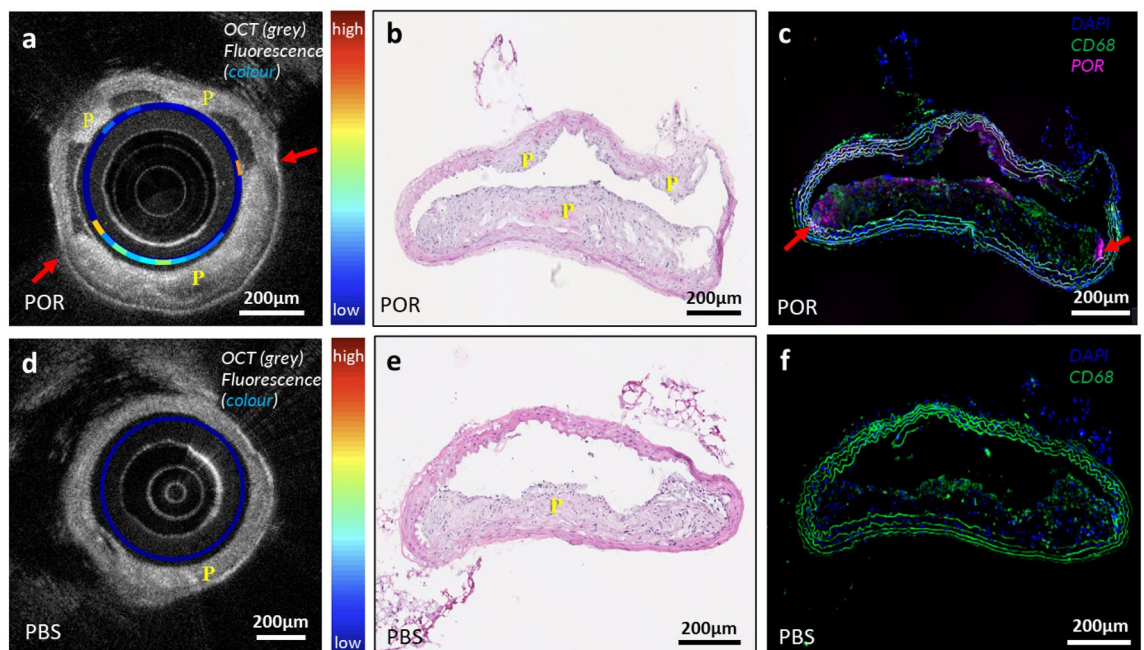 a
OCT (grey)
Fluorescence
(colour)
P
P
P
POR
200µm
high
low
b
P
P
P
POR
200µm
c
DAPI
CD68
POR
POR
200µm
d
OCT (grey)
Fluorescence
(colour)
P
PBS
200µm
high
low
e
P
PBS
200µm
f
DAPI
CD68
PBS
200µm